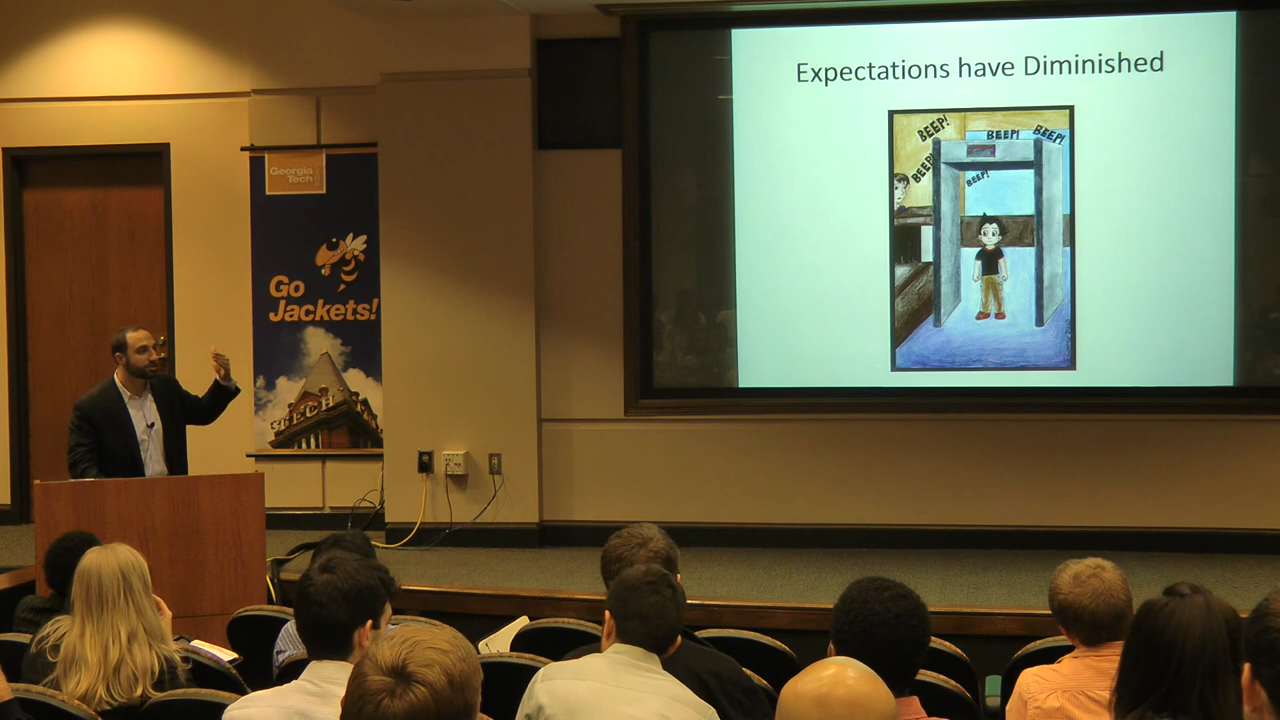 Expectations have Diminished
BEEP!
BEEP!
BEEP!
BEEP!
BEEP!
Georgia
Tech
Go
Jackets!
TECH